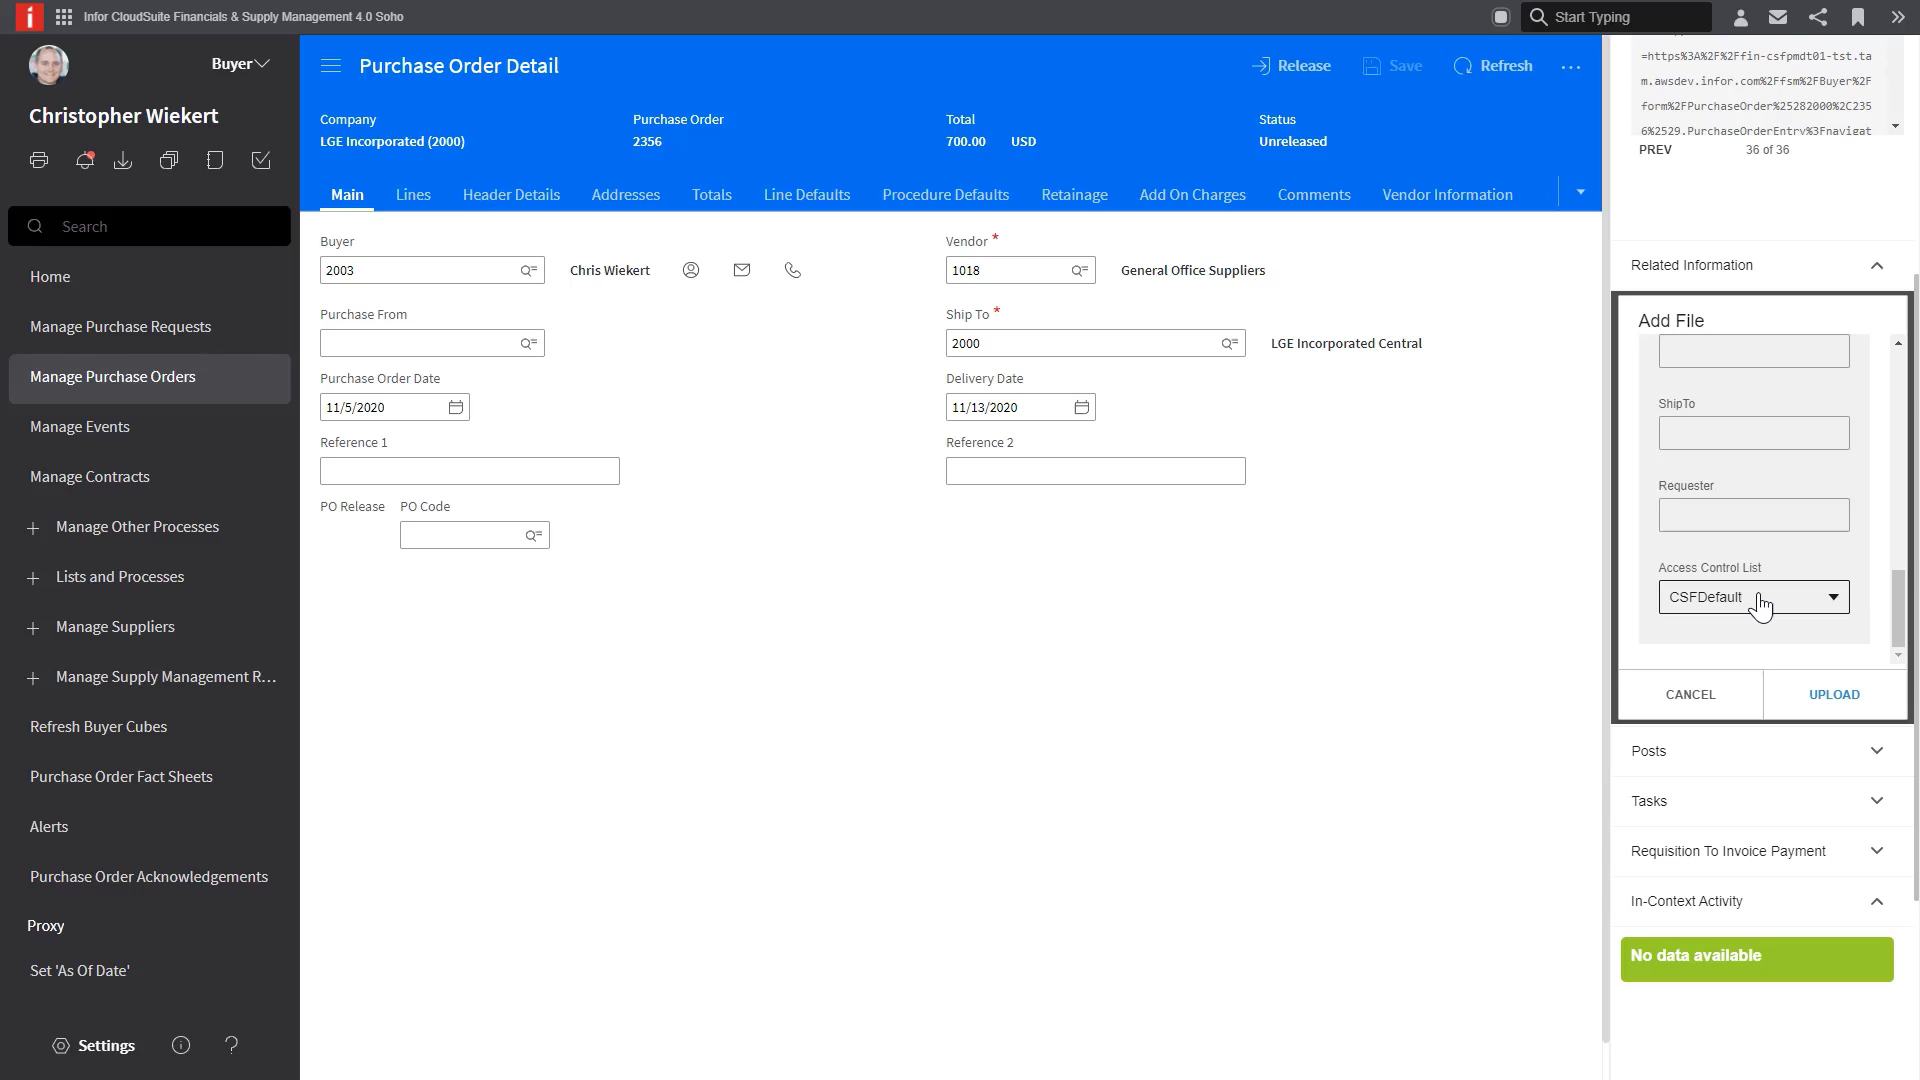 Infor CloudSuite Financials & Supply Management 4.0 Soho
Start Typing
Buyer
Christopher Wiekert
Search
Home
Manage Purchase Requests
Manage Purchase Orders
Manage Events
Manage Contracts
Manage Other Processes
Lists and Processes
Manage Suppliers
Manage Supply Management R...
Refresh Buyer Cubes
Purchase Order Fact Sheets
Alerts
Purchase Order Acknowledgements
Proxy
Set 'As Of Date'
Settings
Purchase Order Detail
Release
Save
Refresh
Company
LGE Incorporated (2000)
Purchase Order
2356
Total
700.00 USD
Status
Unreleased
Main
Lines
Header Details
Addresses
Totals
Line Defaults
Procedure Defaults
Retainage
Add On Charges
Comments
Vendor Information
Buyer
2003
Chris Wiekert
Vendor *
1018
General Office Suppliers
Purchase From
Ship To *
2000
LGE Incorporated Central
Purchase Order Date
11/5/2020
Delivery Date
11/13/2020
Reference 1
Reference 2
PO Release
PO Code
=https%3A%2F%2Ffin-csfpmdt01-tst.ta
m.awsdev.infor.com%2Ffsm%2FBuyer%2F
form%2FPurchaseOrder%25282000%2C235
6%2529.PurchaseOrderEntry%3Fnavigat
PREV
36 of 36
Related Information
Add File
ShipTo
Requester
Access Control List
CSFDefault
CANCEL
UPLOAD
Posts
Tasks
Requisition To Invoice Payment
In-Context Activity
No data available